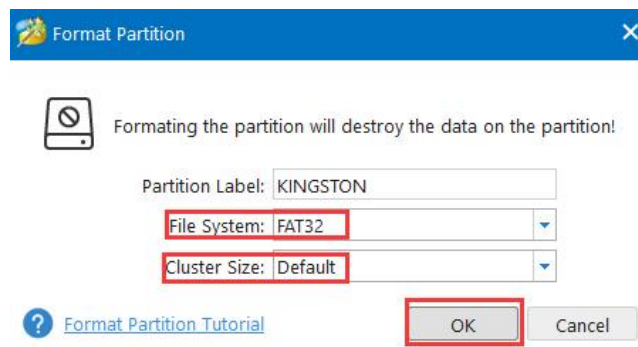 Format Partition
Formating the partition will destroy the data on the partition!
Partition Label: KINGSTON
File System: FAT32
Cluster Size: Default
? Format Partition Tutorial OK Cancel